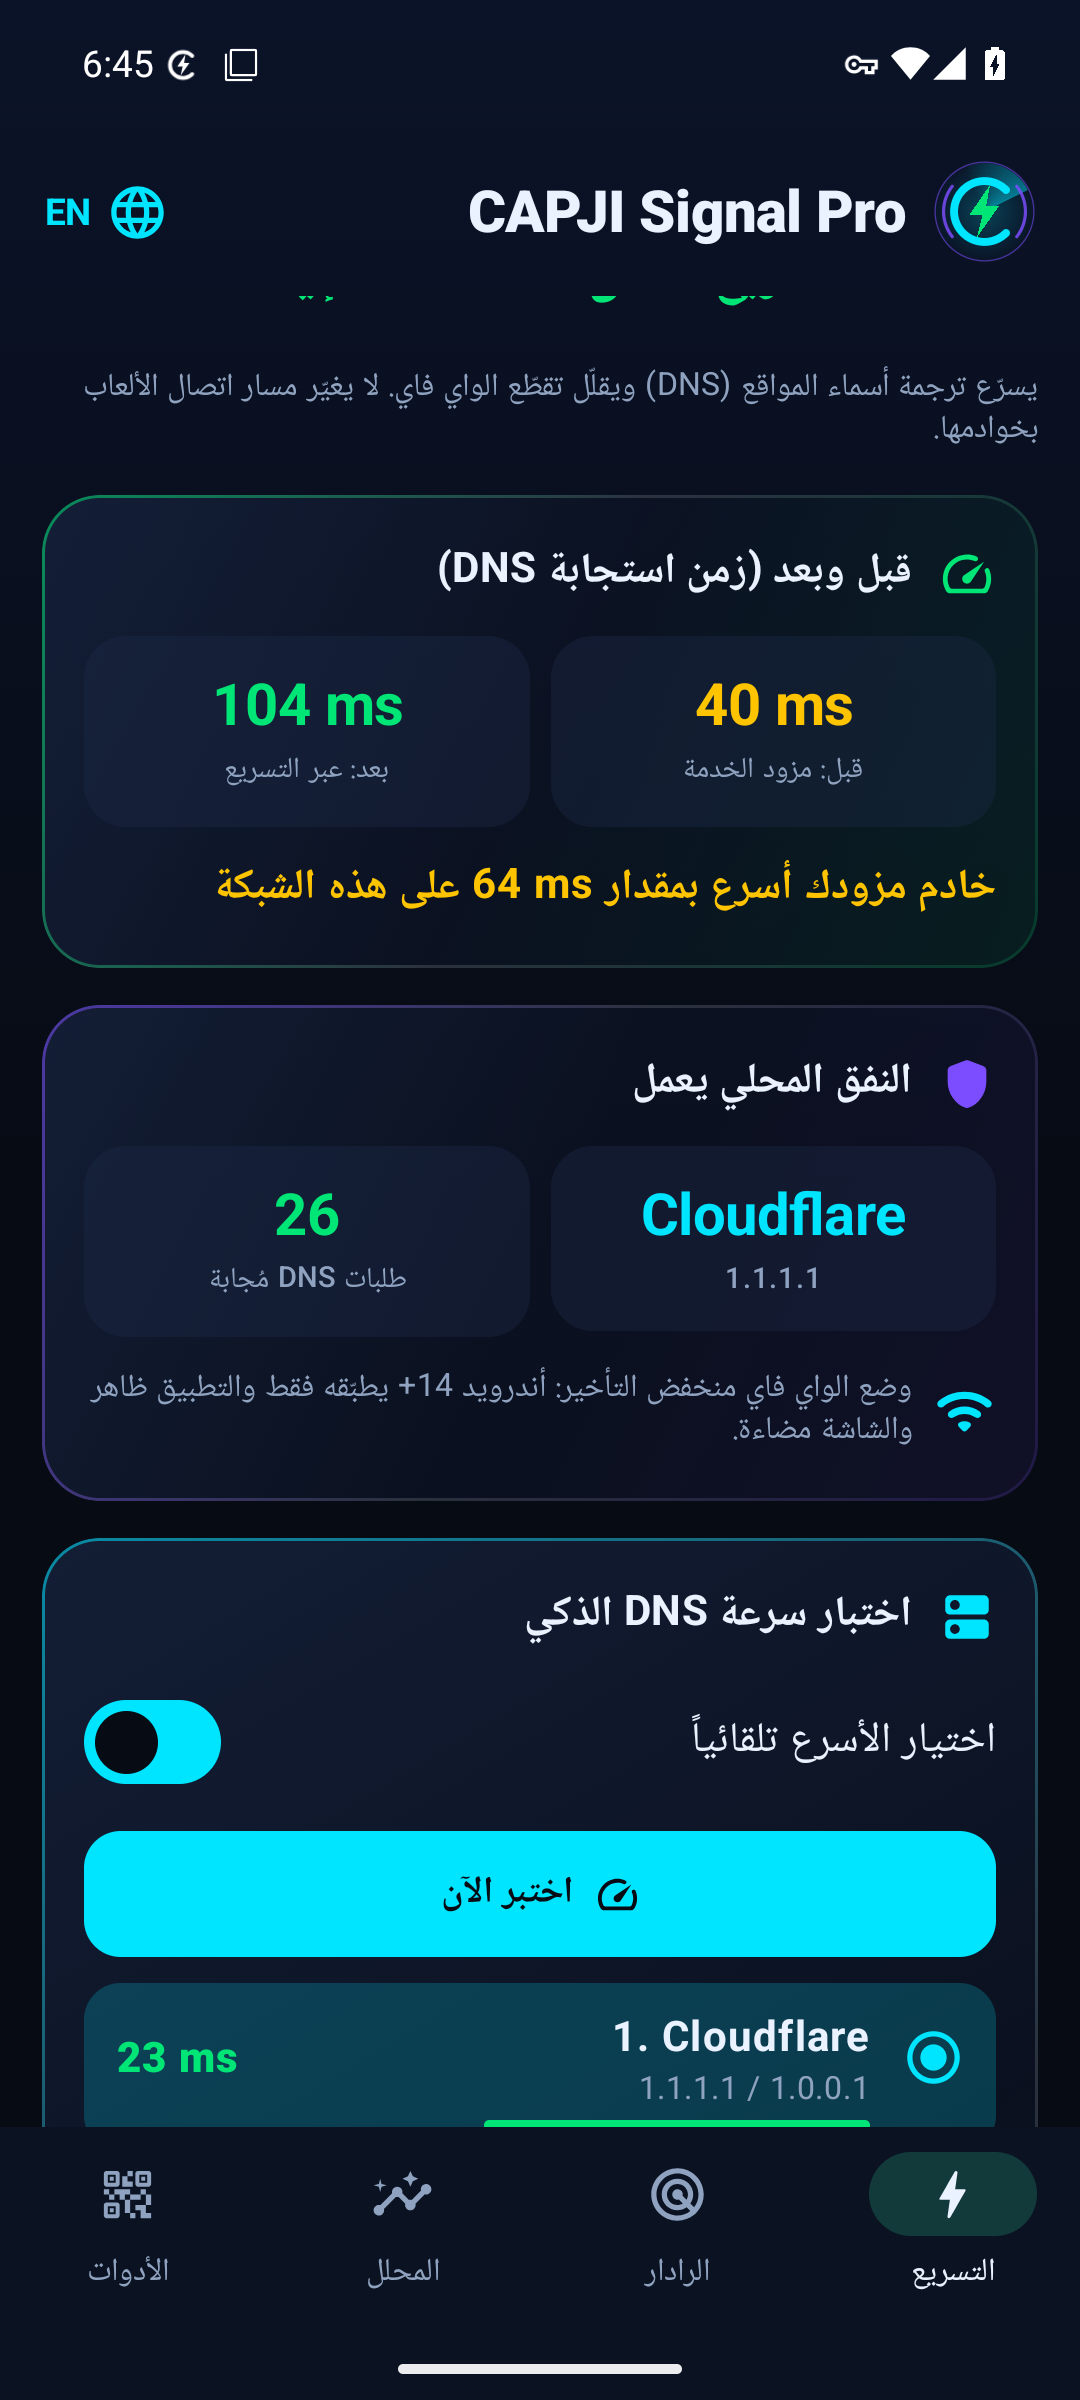 6:45
CAPJI Signal Pro
EN
يسرّع ترجمة أسماء المواقع (DNS) ويقلّل تقطّع الواي فاي. لا يغيّر مسار اتصال الألعاب
بخوادمها.
قبل وبعد (زمن استجابة DNS)
40 ms
قبل: مزود الخدمة
104 ms
بعد: عبر التسريع
خادم مزودك أسرع بمقدار 64 ms على هذه الشبكة
النفق المحلي يعمل
Cloudflare
1.1.1.1
26
طلبات DNS مُجابة
وضع الواي فاي منخفض التأخير: أندرويد 14+ يطبّقه فقط والتطبيق ظاهر
والشاشة مضاءة.
اختبار سرعة DNS الذكي
اختيار الأسرع تلقائياً
اختبر الآن
1. Cloudflare
1.1.1.1 / 1.0.0.1
23 ms
التسريع
الرادار
المحلل
الأدوات